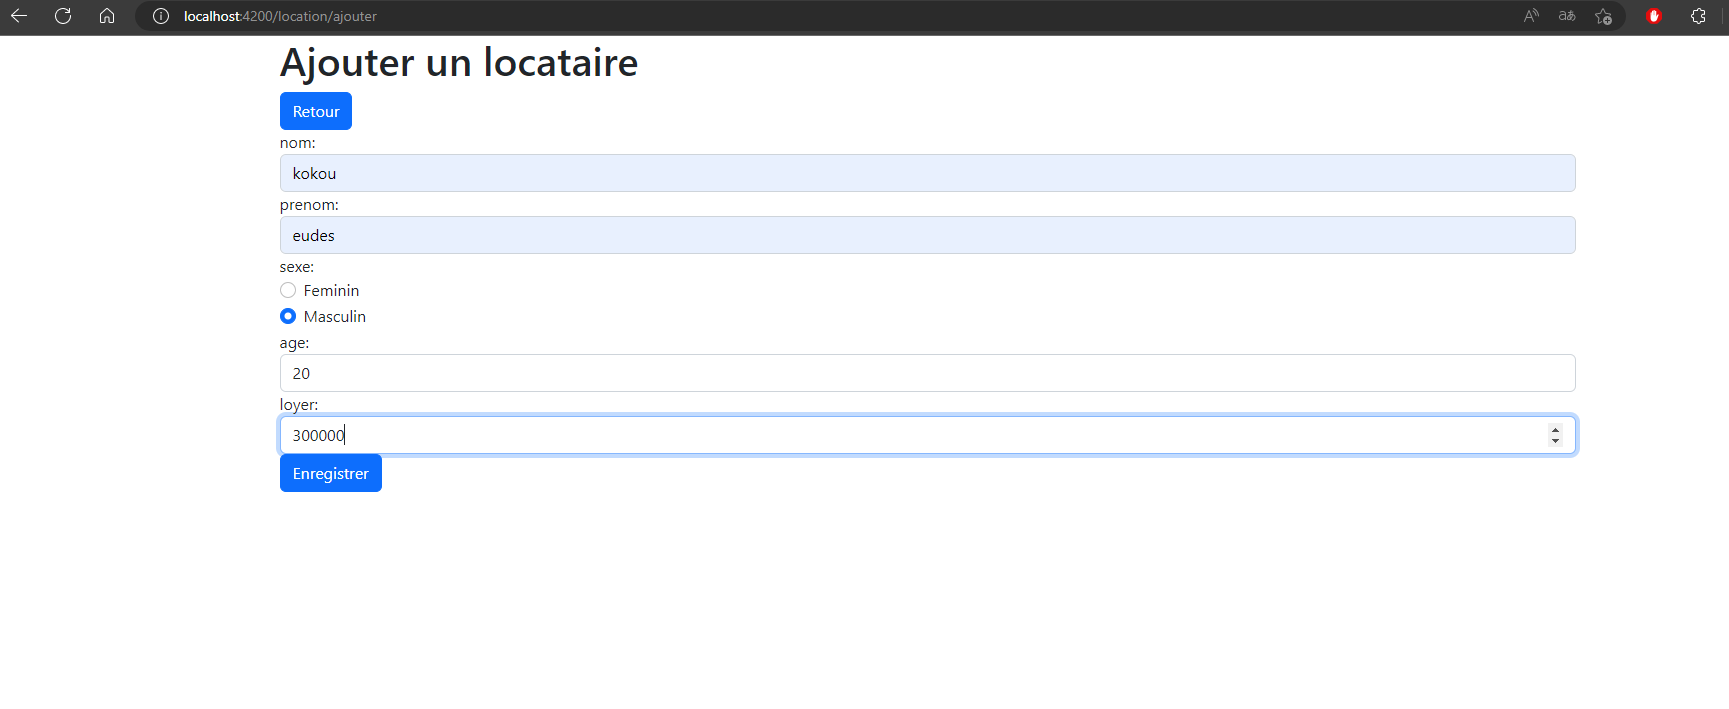 localhost:4200/location/ajouter
Ajouter un locataire
Retour
nom:
kokou
prenom:
eudes
sexe:
Feminin
Masculin
age:
20
loyer:
300000
Enregistrer